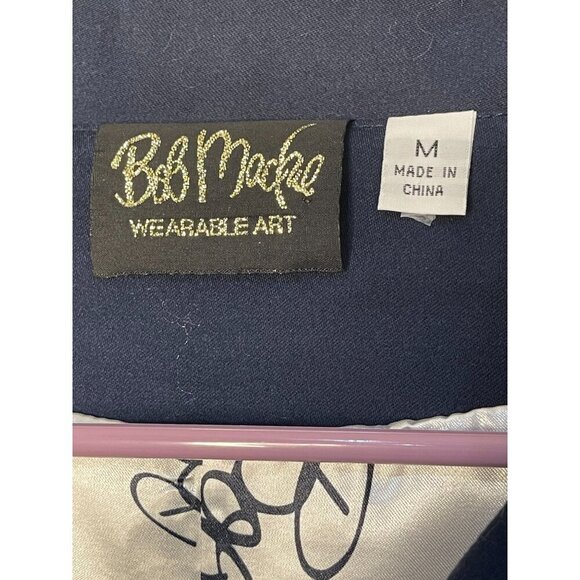 Bob Mackie
WEARABLE ART
M
MADE IN
CHINA